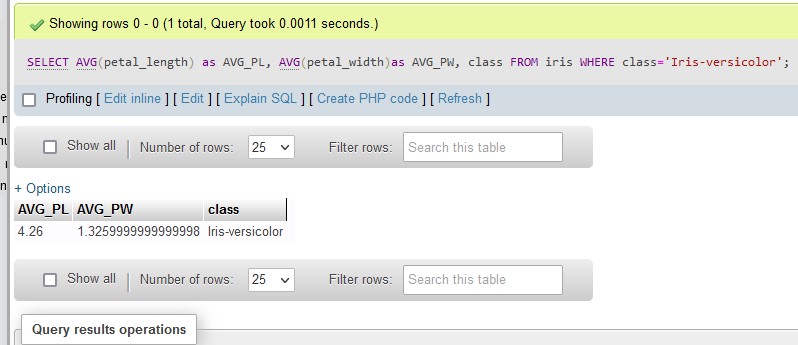 Showing rows 0 - 0 (1 total, Query took 0.0011 seconds.)
SELECT AVG(petal_length) as AVG_PL, AVG(petal_width)as AVG_PW, class FROM iris WHERE class='Iris-versicolor';
Profiling [ Edit inline ] [ Edit ] [ Explain SQL ] [ Create PHP code ] [ Refresh ]
Show all | Number of rows: 25 Filter rows: Search this table
+ Options
AVG_PL AVG_PW class
4.26 1.3259999999999998 Iris-versicolor
Show all | Number of rows: 25 Filter rows: Search this table
Query results operations